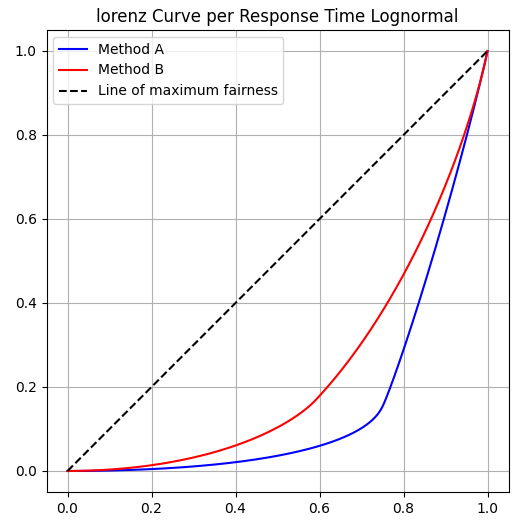 lorenz Curve per Response Time Lognormal
Method A
Method B
Line of maximum fairness
1.0
0.8
0.6
0.4
0.2
0.0
0.0 0.2 0.4 0.6 0.8 1.0